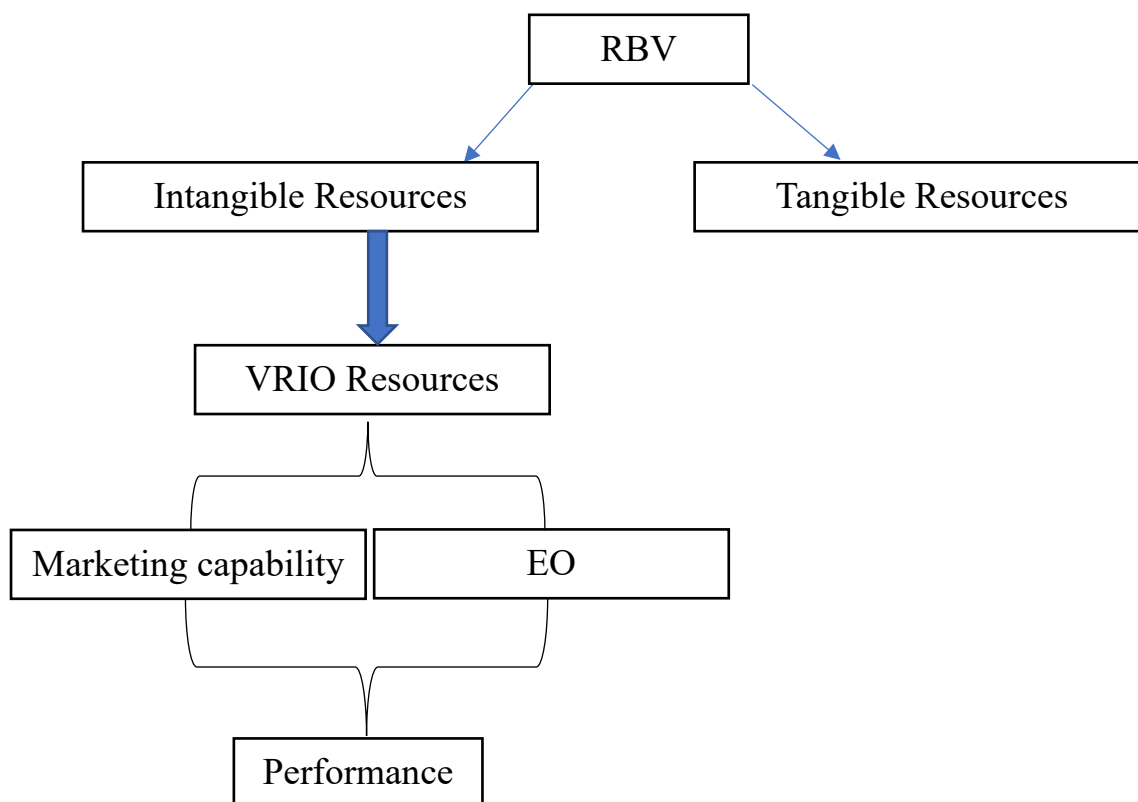 RBV
Intangible Resources
Tangible Resources
VRIO Resources
Marketing capability
EO
Performance